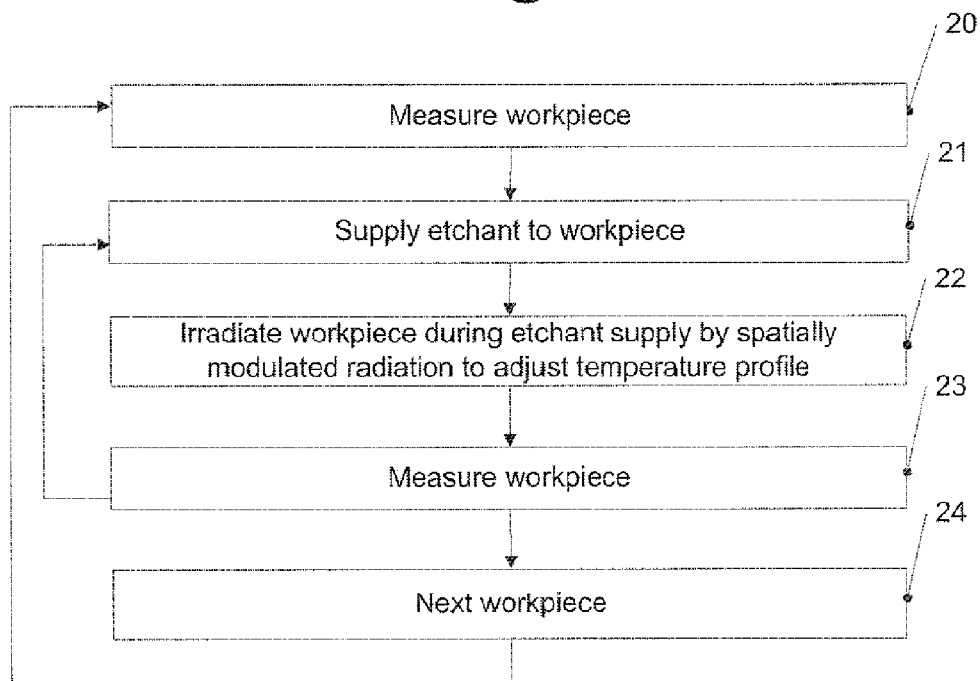 20
Measure workpiece
21
Supply etchant to workpiece
22
Irradiate workpiece during etchant supply by spatially
modulated radiation to adjust temperature profile
23
Measure workpiece
24
Next workpiece